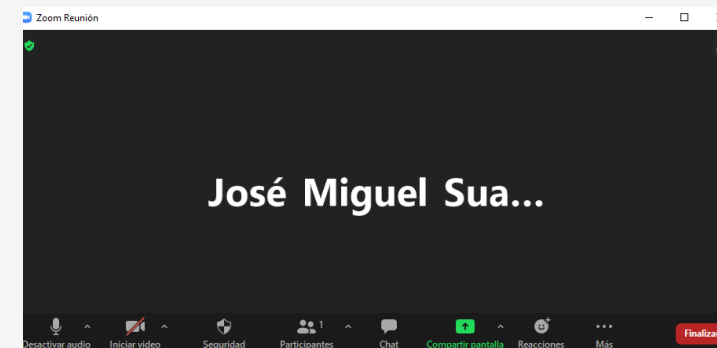 Zoom Reunión
José Miguel Sua...
1
Desactivar audio Iniciar video Seguridad Participantes Chat Compartir pantalla Reacciones Más Finalizar